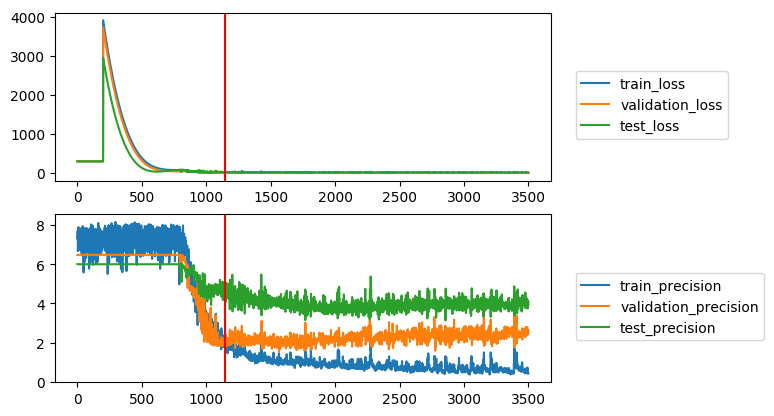 4000
3000
2000
1000
0
0 500 1000 1500 2000 2500 3000 3500
train_loss
validation_loss
test_loss
8
6
4
2
0
0 500 1000 1500 2000 2500 3000 3500
train_precision
validation_precision
test_precision